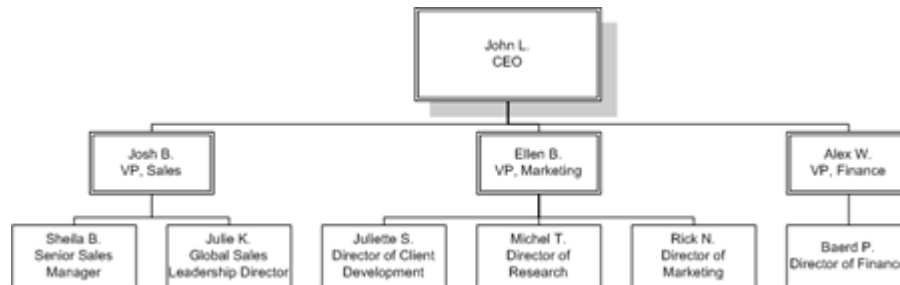 John L.
CEO
Josh B.
VP, Sales
Ellen B.
VP, Marketing
Alex W.
VP, Finance
Sheila B.
Senior Sales
Manager
Julie K.
Global Sales
Leadership Director
Juliette S.
Director of Client
Development
Michel T.
Director of
Research
Rick N.
Director of
Marketing
Baerd P.
Director of Finance